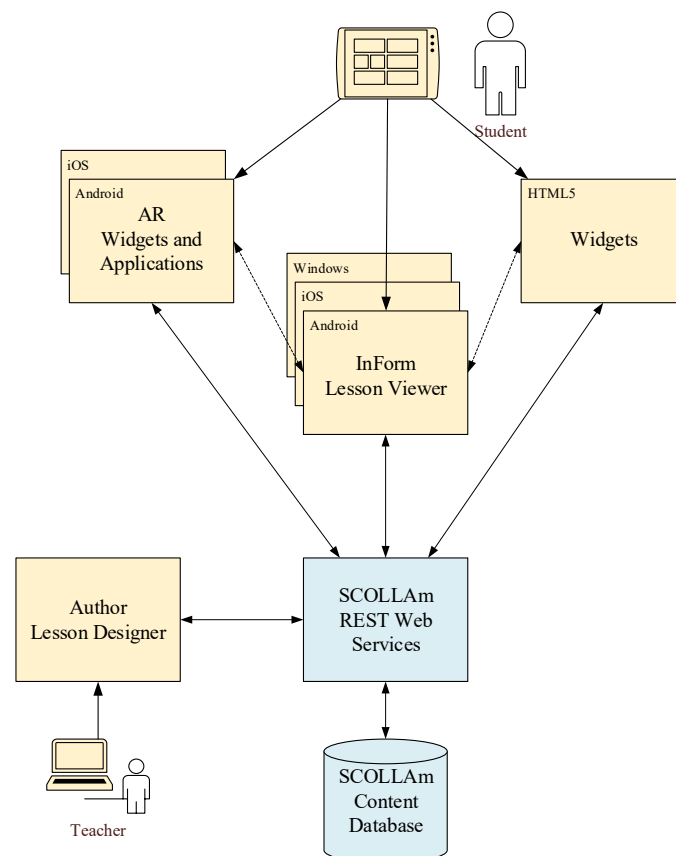 Student
iOS
Android
AR
Widgets and
Applications
HTML5
Widgets
Windows
iOS
Android
InForm
Lesson Viewer
Author
Lesson Designer
SCOLLAm
REST Web
Services
SCOLLAm
Content
Database
Teacher